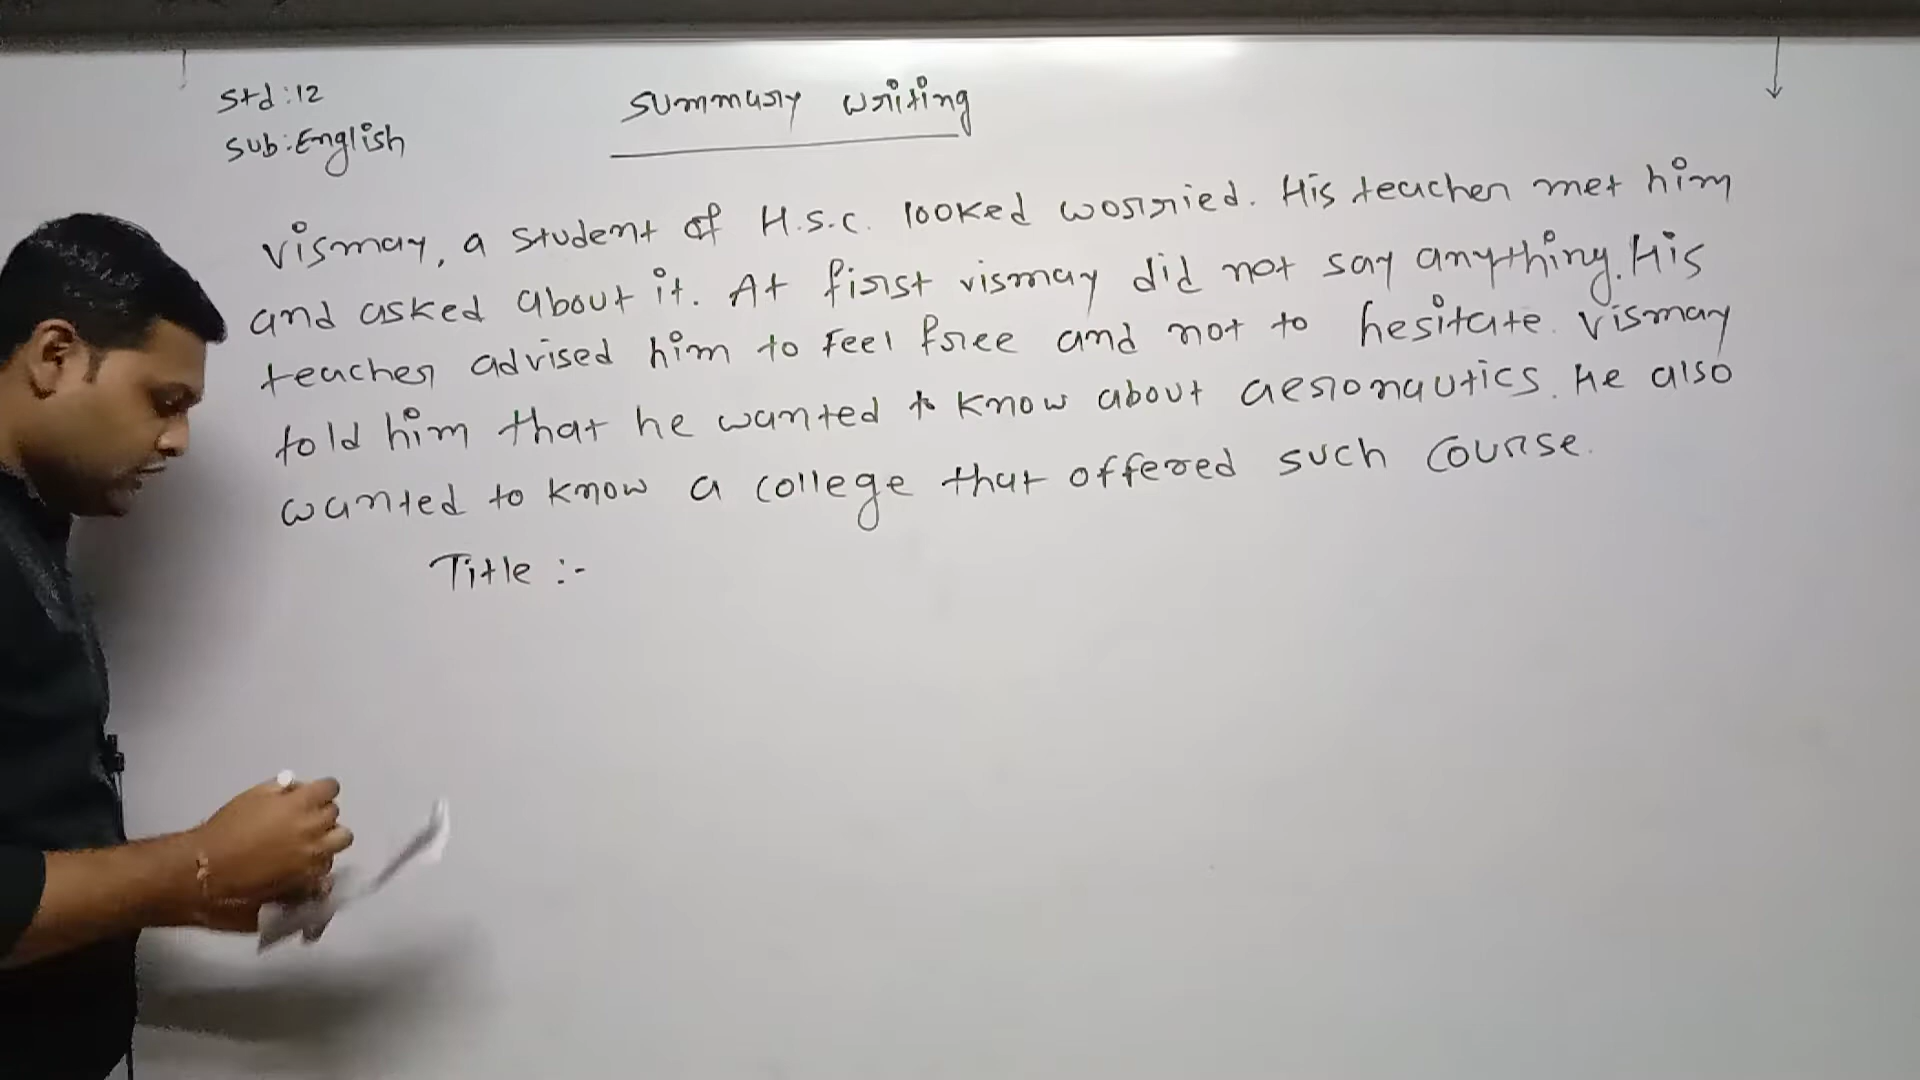 Std:12
Summary Writing
Sub:English
Vismay, a student of H.S.C. looked worried. His teacher met him
and asked about it. At first vismay did not say anything. His
teacher advised him to Feel free and not to hesitate. Vismay
told him that he wanted to know about aeronautics. He also
wanted to know a college that offered such course.
Title :-